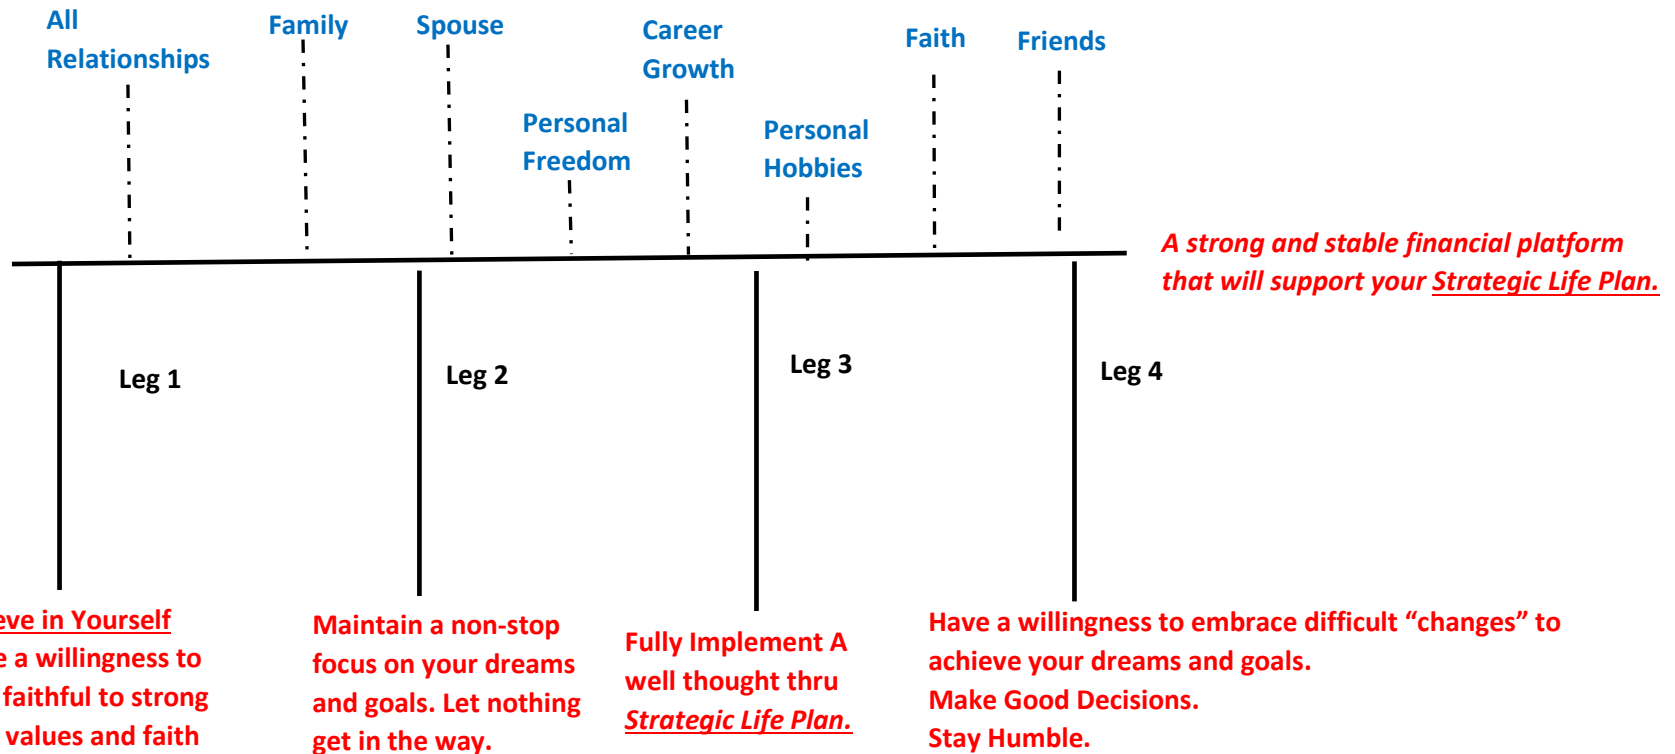 All
Relationships
Family
Spouse
Career
Growth
Faith
Friends
Personal
Freedom
Personal
Hobbies
A strong and stable financial platform
that will support your Strategic Life Plan.
Leg 1
Leg 2
Leg 3
Leg 4
eve in Yourself
e a willingness to
faithful to strong
values and faith
Maintain a non-stop
focus on your dreams
and goals. Let nothing
get in the way.
Fully Implement A
well thought thru
Strategic Life Plan.
Have a willingness to embrace difficult “changes” to
achieve your dreams and goals.
Make Good Decisions.
Stay Humble.